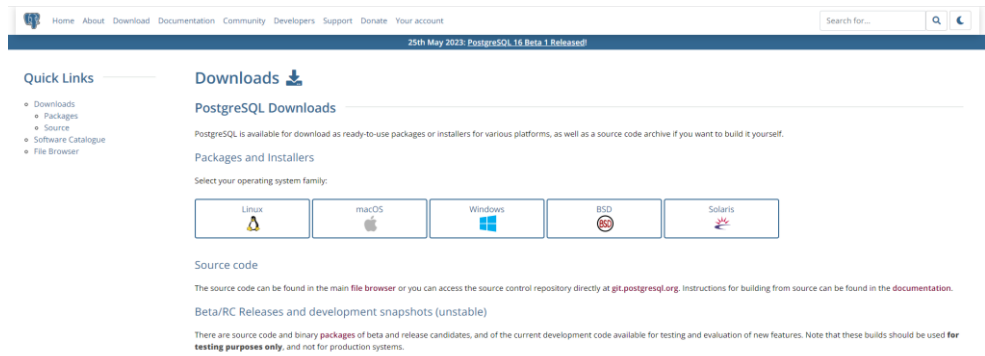 Home About Download Documentation Community Developers Support Donate Your account
Search for...
25th May 2023: PostgreSQL 16 Beta 1 Released!
Quick Links
Downloads
Packages
Source
Software Catalogue
File Browser
Downloads
PostgreSQL Downloads
PostgreSQL is available for download as ready-to-use packages or installers for various platforms, as well as a source code archive if you want to build it yourself.
Packages and Installers
Select your operating system family:
Linux
macOS
Windows
BSD
BSD
Solaris
Source code
The source code can be found in the main file browser or you can access the source control repository directly at git.postgresql.org. Instructions for building from source can be found in the documentation.
Beta/RC Releases and development snapshots (unstable)
There are source code and binary packages of beta and release candidates, and of the current development code available for testing and evaluation of new features. Note that these builds should be used for
testing purposes only, and not for production systems.